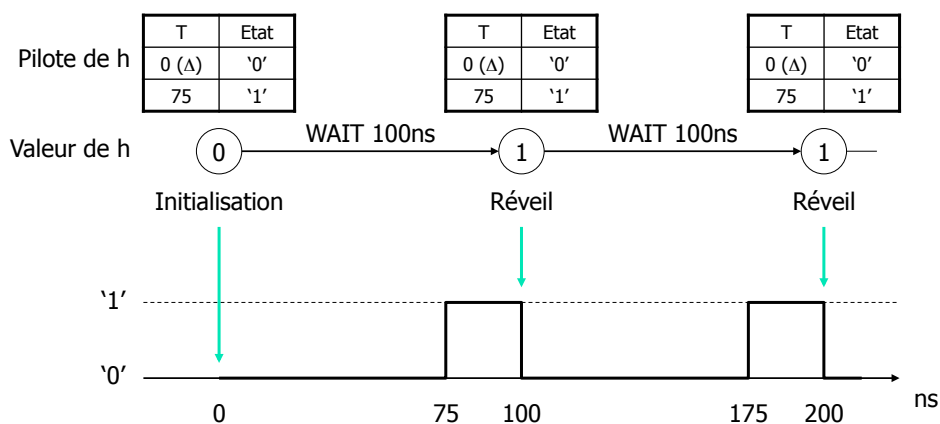 Pilote de h
T Etat T Etat T Etat
0 (Δ) ‘0’ 0 (Δ) ‘0’ 0 (Δ) ‘0’
75 ‘1’ 75 ‘1’ 75 ‘1’
Valeur de h 0 WAIT 100ns 1 WAIT 100ns 1
Initialisation Réveil Réveil
‘1’
‘0’
0 75 100 175 200 ns